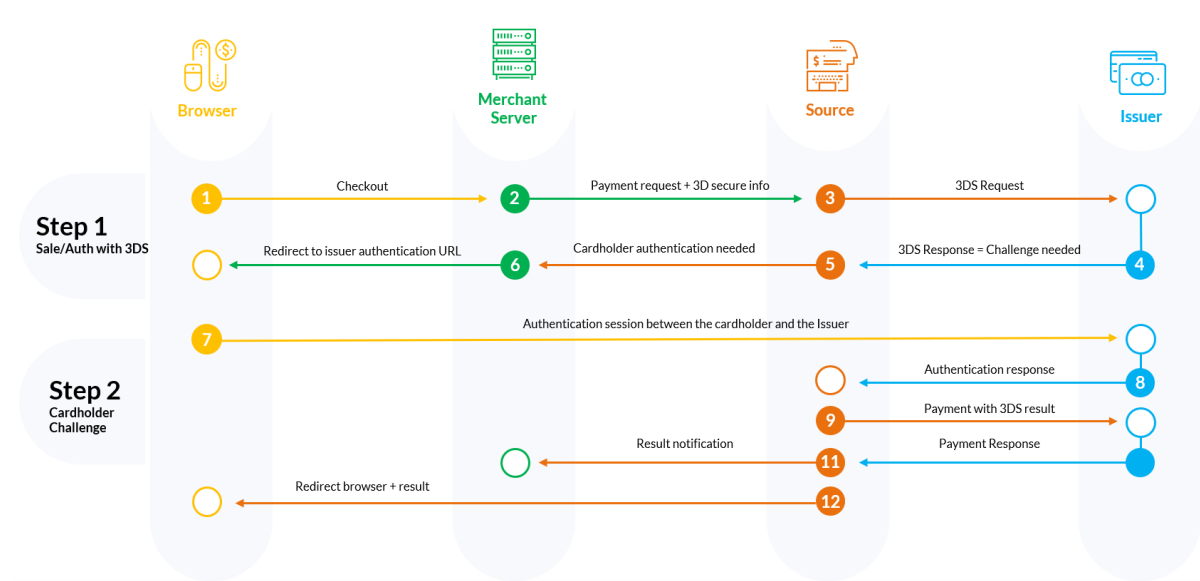 Browser
Merchant
Server
Source
Issuer
Step 1
Sale/Auth with 3DS
1
Checkout
2
Payment request + 3D secure info
3
3DS Request
Redirect to issuer authentication URL
6
Cardholder authentication needed
5
3DS Response = Challenge needed
4
Step 2
Cardholder
Challenge
7
Authentication session between the cardholder and the Issuer
Authentication response
8
9
Payment with 3DS result
Result notification
11
Payment Response
Redirect browser + result
12